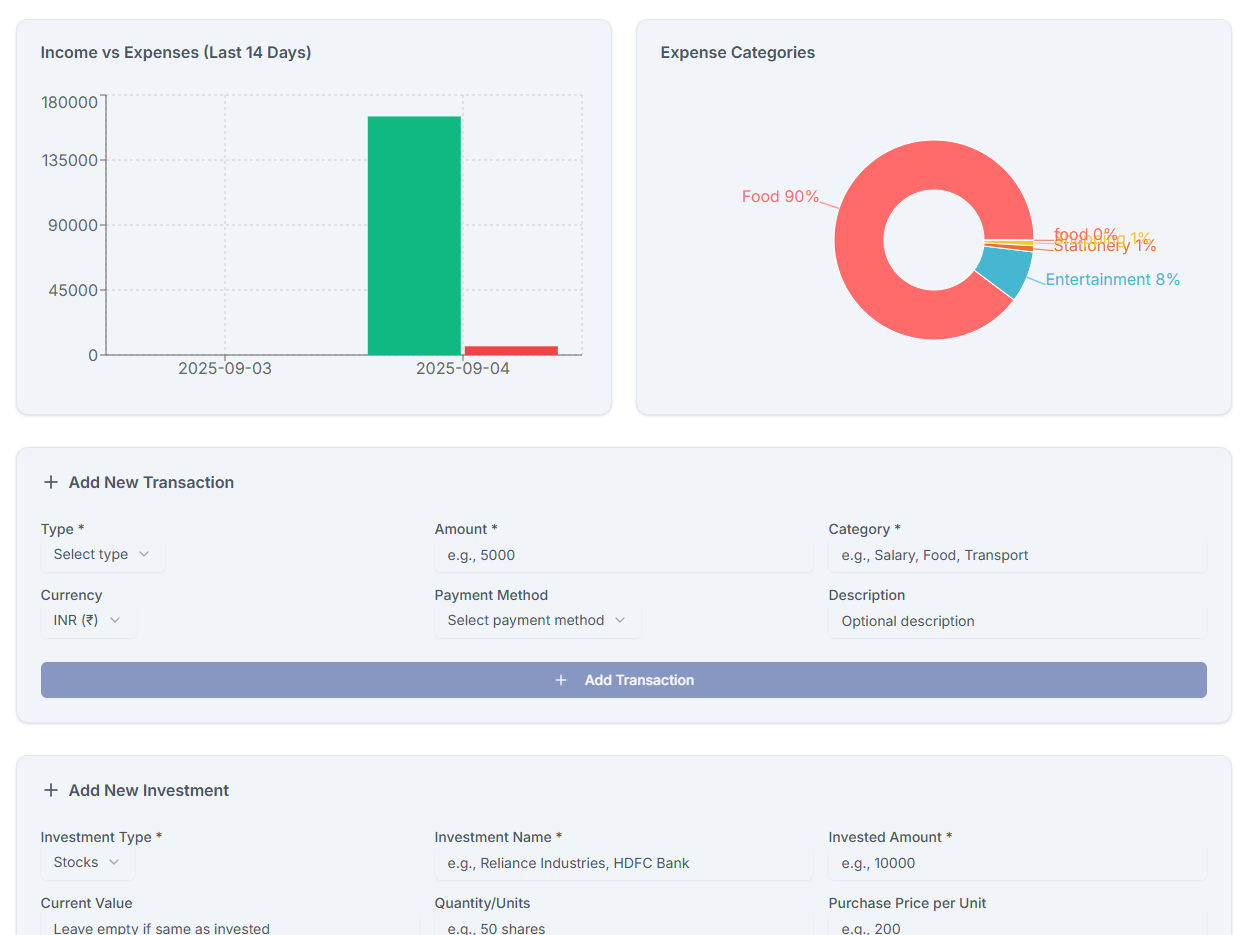 Income vs Expenses (Last 14 Days)
180000
135000
90000
45000
0
2025-09-03
2025-09-04
Expense Categories
Food 90%
food 0%
Shopping 1%
Stationery 1%
Entertainment 8%
Add New Transaction
Type *
Amount *
Category *
Select type
e.g., 5000
e.g., Salary, Food, Transport
Currency
Payment Method
Description
INR (₹)
Select payment method
Optional description
Add Transaction
Add New Investment
Investment Type *
Investment Name *
Invested Amount *
Stocks
e.g., Reliance Industries, HDFC Bank
e.g., 10000
Current Value
Quantity/Units
Purchase Price per Unit
Leave empty if same as invested
e.g., 50 shares
e.g., 200